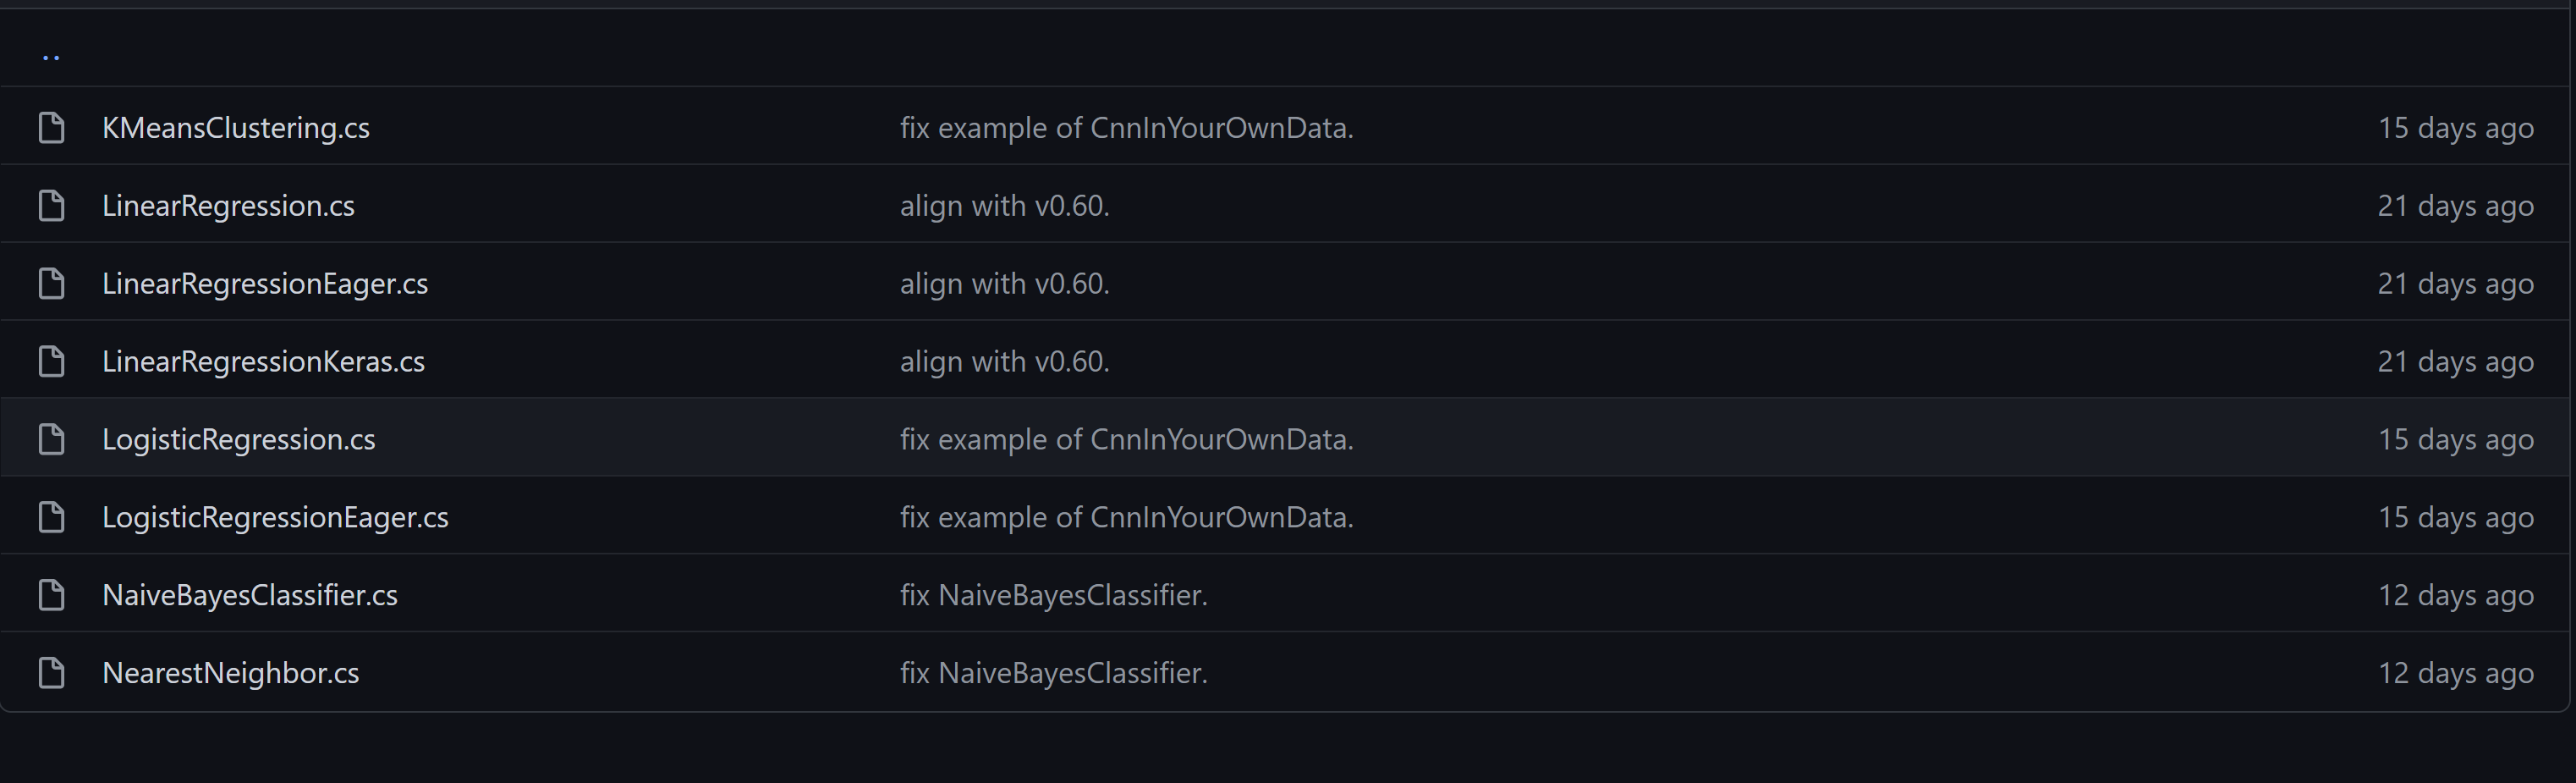 ..
KMeansClustering.cs fix example of CnnInYourOwnData. 15 days ago
LinearRegression.cs align with v0.60. 21 days ago
LinearRegressionEager.cs align with v0.60. 21 days ago
LinearRegressionKeras.cs align with v0.60. 21 days ago
LogisticRegression.cs fix example of CnnInYourOwnData. 15 days ago
LogisticRegressionEager.cs fix example of CnnInYourOwnData. 15 days ago
NaiveBayesClassifier.cs fix NaiveBayesClassifier. 12 days ago
NearestNeighbor.cs fix NaiveBayesClassifier. 12 days ago